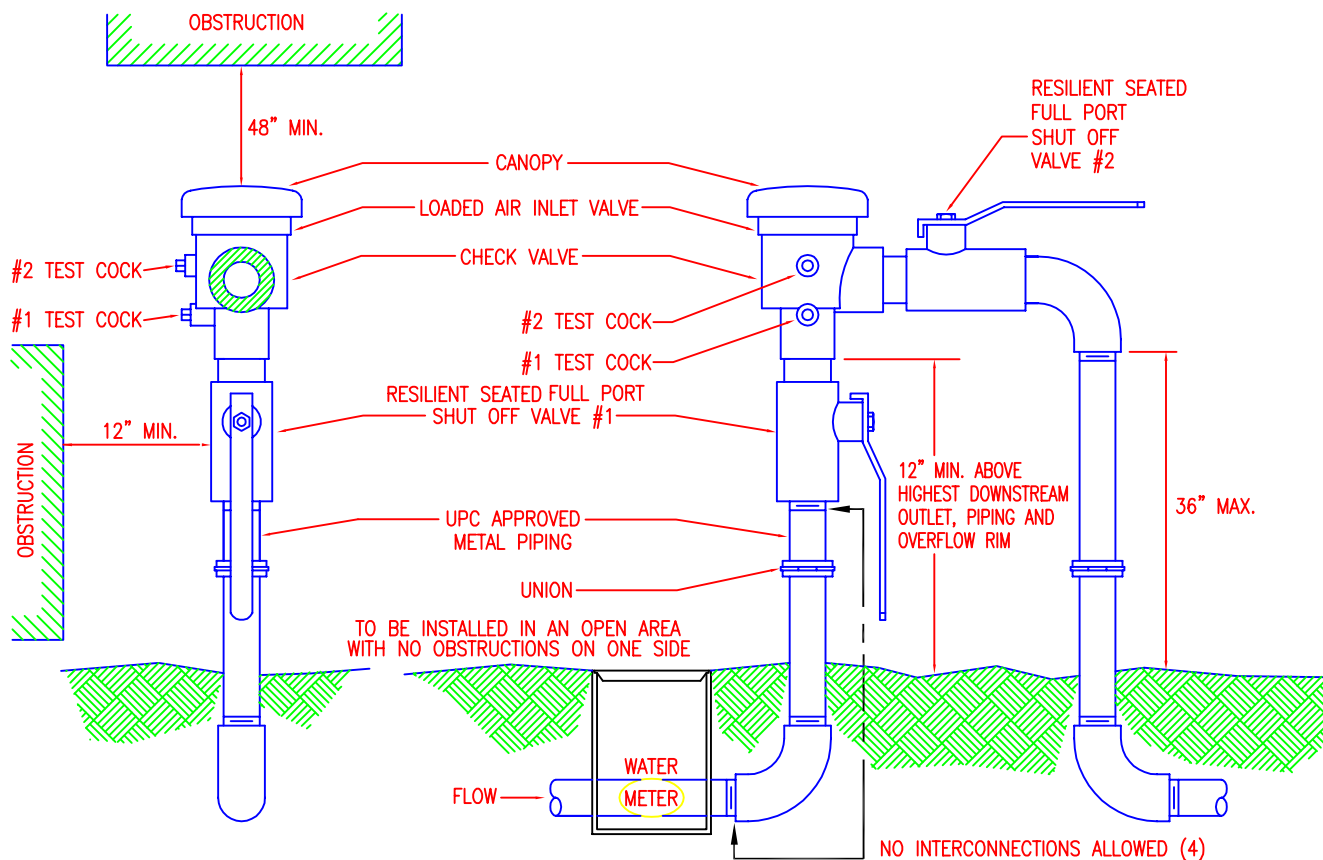 OBSTRUCTION
48” MIN.
RESILIENT SEATED
FULL PORT
SHUT OFF
VALVE #2
CANOPY
LOADED AIR INLET VALVE
CHECK VALVE
#2 TEST COCK
#1 TEST COCK
#2 TEST COCK
#1 TEST COCK
RESILIENT SEATED FULL PORT
SHUT OFF VALVE #1
12” MIN.
OBSTRUCTION
12” MIN. ABOVE
HIGHEST DOWNSTREAM
OUTLET, PIPING AND
OVERFLOW RIM
36” MAX.
UPC APPROVED
METAL PIPING
UNION
TO BE INSTALLED IN AN OPEN AREA
WITH NO OBSTRUCTIONS ON ONE SIDE
WATER
METER
FLOW
NO INTERCONNECTIONS ALLOWED (4)